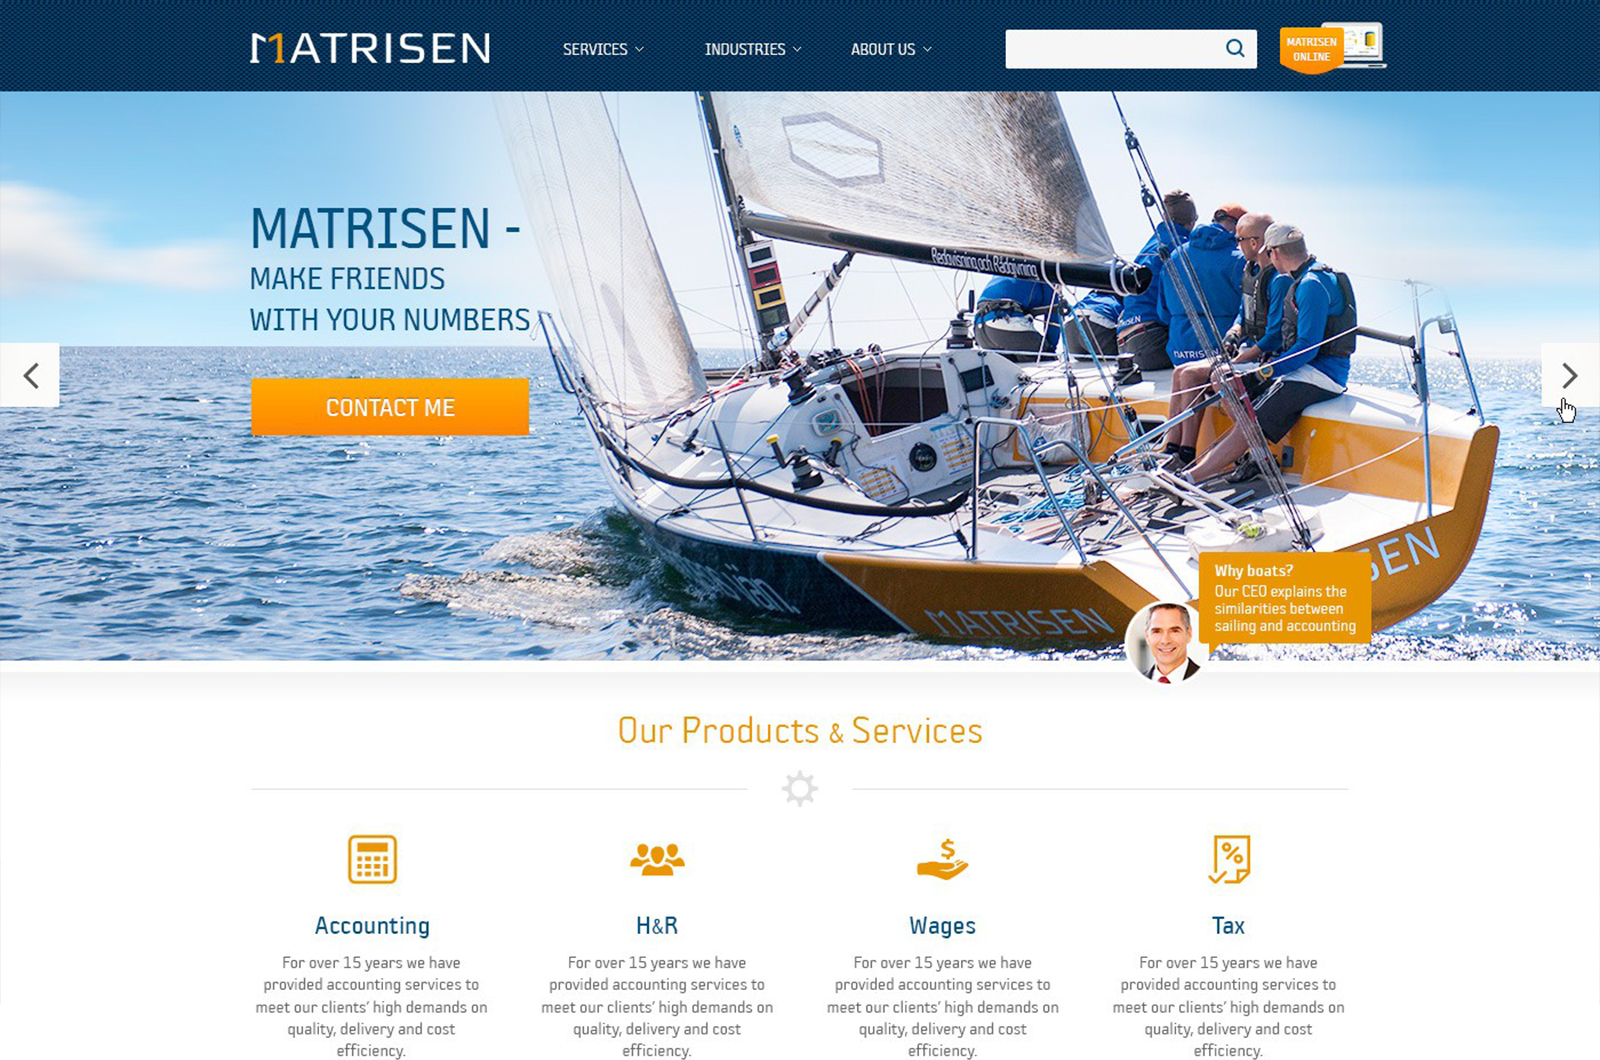 MATRISEN
SERVICES
INDUSTRIES
ABOUT US
MATRISEN
ONLINE
MATRISEN -
MAKE FRIENDS
WITH YOUR NUMBERS
CONTACT ME
Redovisning och Rådgivning
MATRISEN
SEN
Why boats?
Our CEO explains the
similarities between
sailing and accounting
Our Products & Services
Accounting
For over 15 years we have
provided accounting services to
meet our clients' high demands on
quality, delivery and cost
efficiency.
H&R
For over 15 years we have
provided accounting services to
meet our clients' high demands on
quality, delivery and cost
efficiency.
Wages
For over 15 years we have
provided accounting services to
meet our clients' high demands on
quality, delivery and cost
efficiency.
Tax
For over 15 years we have
provided accounting services to
meet our clients' high demands on
quality, delivery and cost
efficiency.